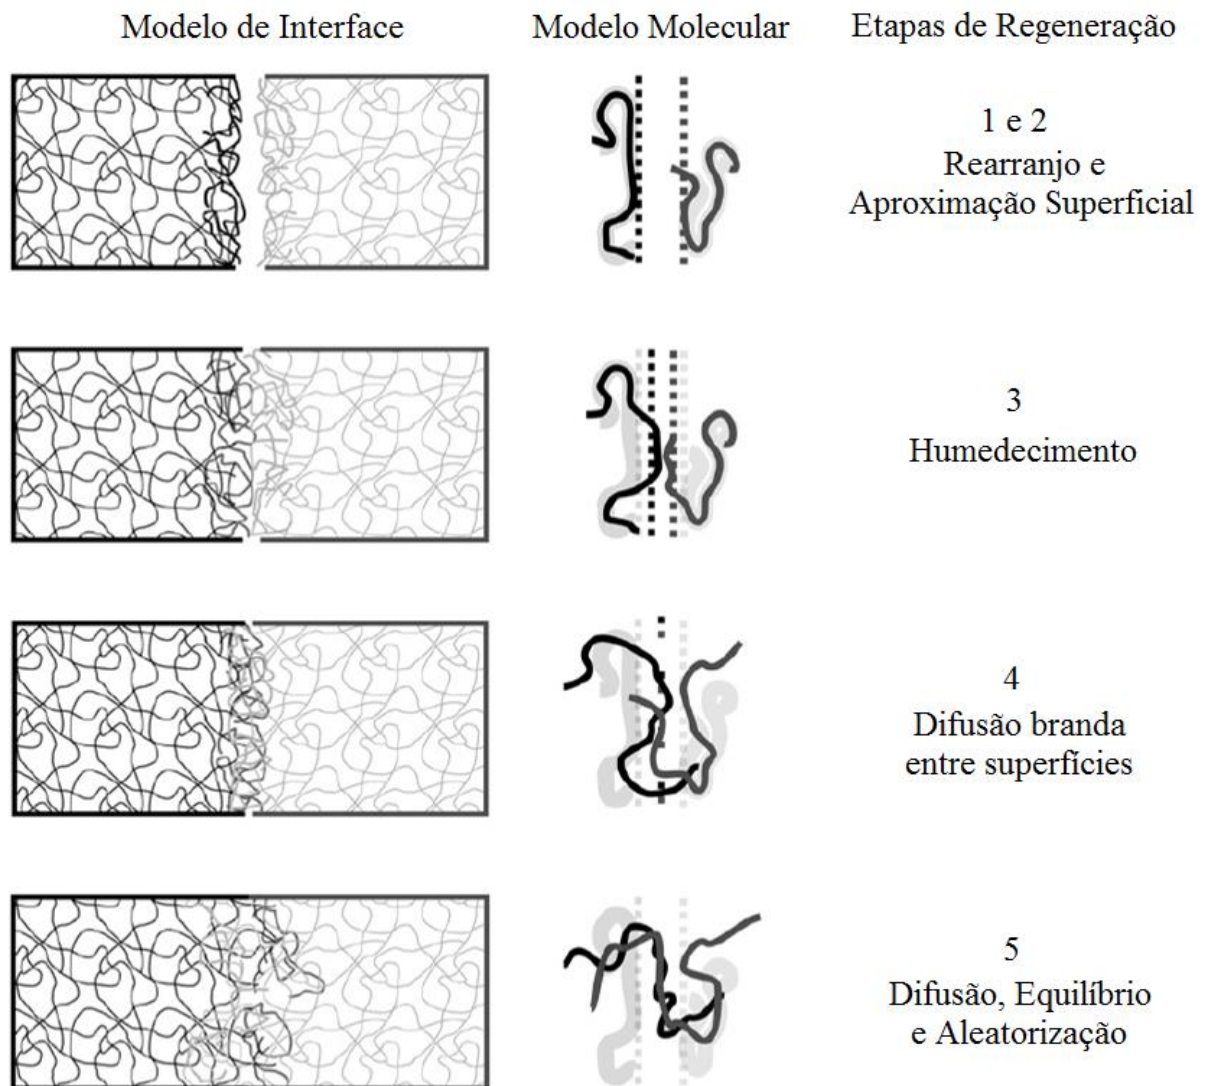 Modelo de Interface
Modelo Molecular
Etapas de Regeneração
1 e 2
Rearranjo e
Aproximação Superficial
3
Humedecimento
4
Difusão branda
entre superfícies
5
Difusão, Equilíbrio
e Aleatorização